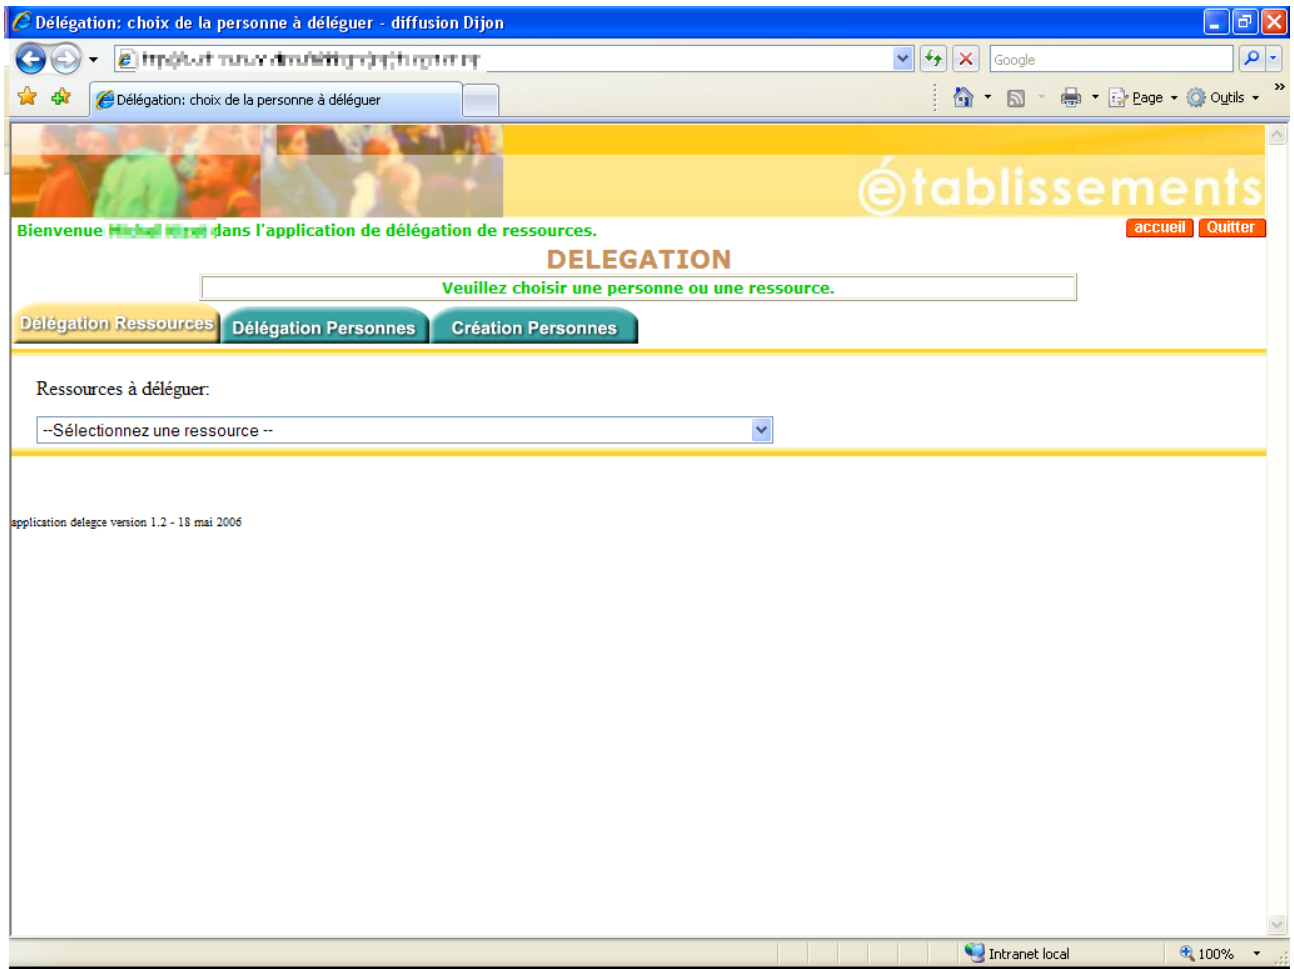 Délégation: choix de la personne à déléguer - diffusion Dijon
Google
Délégation: choix de la personne à déléguer
Page
Outils
établissements
Bienvenue dans l'application de délégation de ressources.
accueil Quitter
DELEGATION
Veuillez choisir une personne ou une ressource.
Délégation Ressources Délégation Personnes Création Personnes
Ressources à déléguer:
--Sélectionnez une ressource --
application delegce version 1.2 - 18 mai 2006
Intranet local 100%